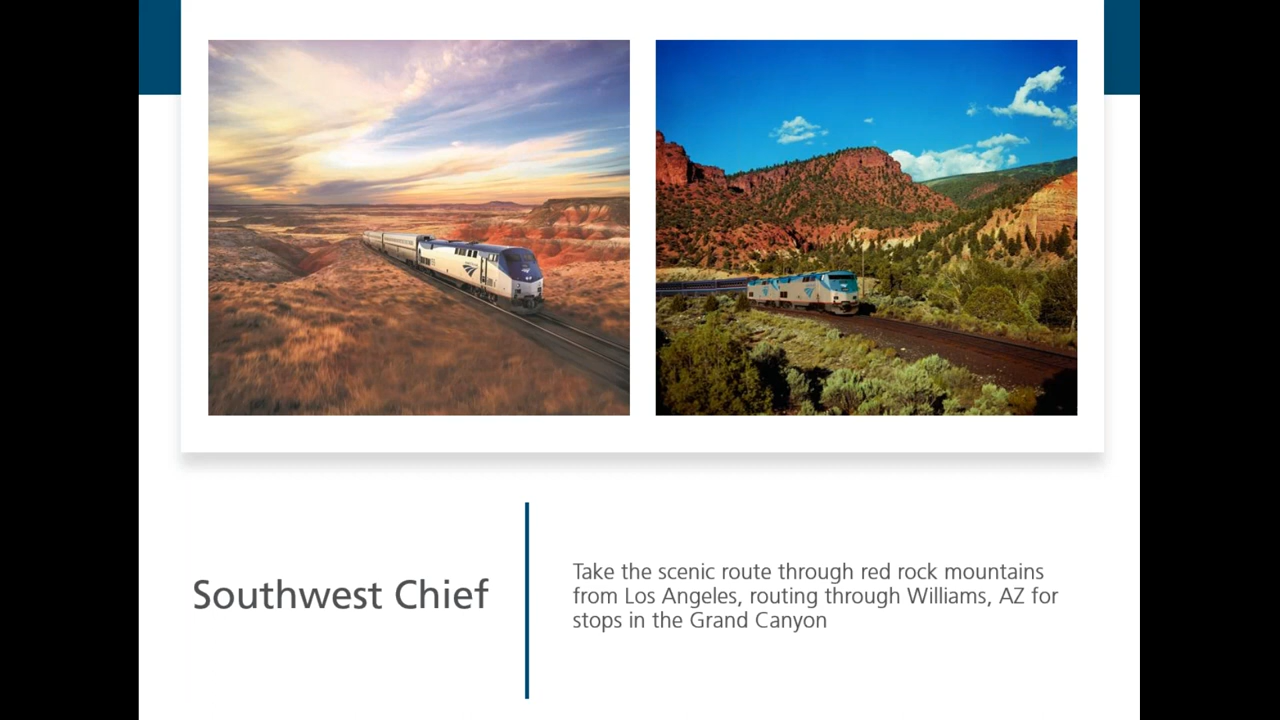 Southwest Chief
Take the scenic route through red rock mountains
from Los Angeles, routing through Williams, AZ for
stops in the Grand Canyon